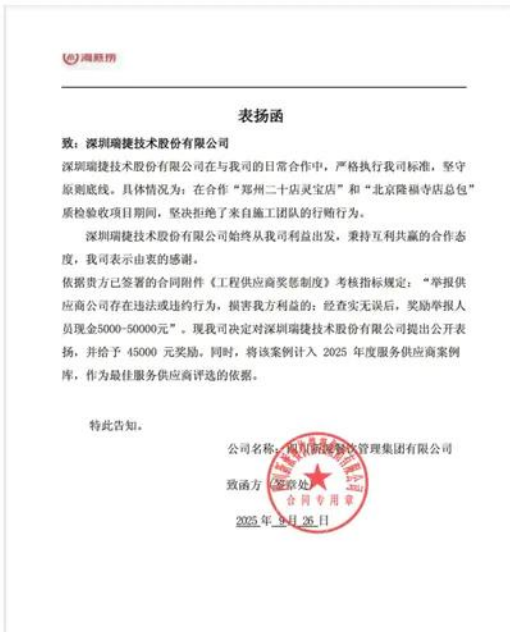 海底捞
表扬函
致：深圳瑞捷技术股份有限公司
深圳瑞捷技术股份有限公司在与我司的日常合作中，严格执行我司标准，坚守
原则底线。具体情况为：在合作“郑州二十店灵宝店”和“北京隆福寺店总包”
质检验收项目期间，坚决拒绝了来自施工团队的行贿行为。
深圳瑞捷技术股份有限公司始终从我司利益出发，秉持互利共赢的合作态
度，我司表示由衷的感谢。
依据贵方已签署的合同附件《工程供应商奖惩制度》考核指标规定：“举报供
应商公司存在违法或违约行为，损害我方利益的；经查实无误后，奖励举报人
员现金5000-50000元”。现我司决定对深圳瑞捷技术股份有限公司提出公开表
扬，并给予 45000 元奖励。同时，将该案例计入 2025 年度服务供应商案例
库，作为最佳服务供应商评选的依据。
特此告知。
公司名称：四川新派餐饮管理集团有限公司
致函方（签章处）
合同专用章
2025 年 9 月 26 日